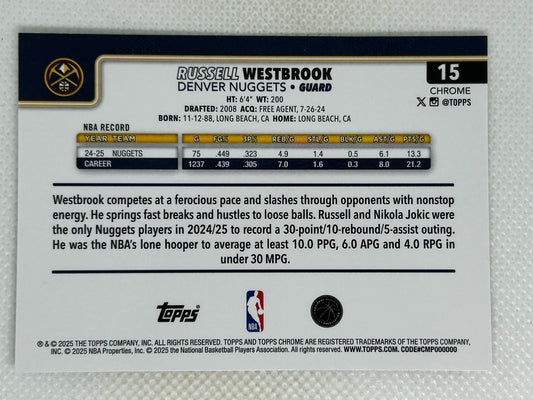 RUSSELL WESTBROOK
DENVER NUGGETS • GUARD
HT: 6'4" WT: 200
DRAFTED: 2008 ACQ: FREE AGENT, 7-26-24
BORN: 11-12-88, LONG BEACH, CA HOME: LONG BEACH, CA
15
CHROME
X @TOPPS
NBA RECORD
YEAR TEAM G FG% 3P% REB/G STL/G BLK/G AST/G PTS/G
24-25 NUGGETS 75 .449 .323 4.9 1.4 0.5 6.1 13.3
CAREER 1237 .439 .305 7.0 1.6 0.3 8.0 21.2
Westbrook competes at a ferocious pace and slashes through opponents with nonstop
energy. He springs fast breaks and hustles to loose balls. Russell and Nikola Jokic were
the only Nuggets players in 2024/25 to record a 30-point/10-rebound/5-assist outing.
He was the NBA's lone hooper to average at least 10.0 PPG, 6.0 APG and 4.0 RPG in
under 30 MPG.
Topps
NBA
® & © 2025 THE TOPPS COMPANY, INC. ALL RIGHTS RESERVED. TOPPS AND TOPPS CHROME ARE REGISTERED TRADEMARKS OF THE TOPPS COMPANY,
INC. © 2025 NBA Properties, Inc. © 2025 the National Basketball Players Association. All rights reserved. WWW.TOPPS.COM. CODE#CMP000000